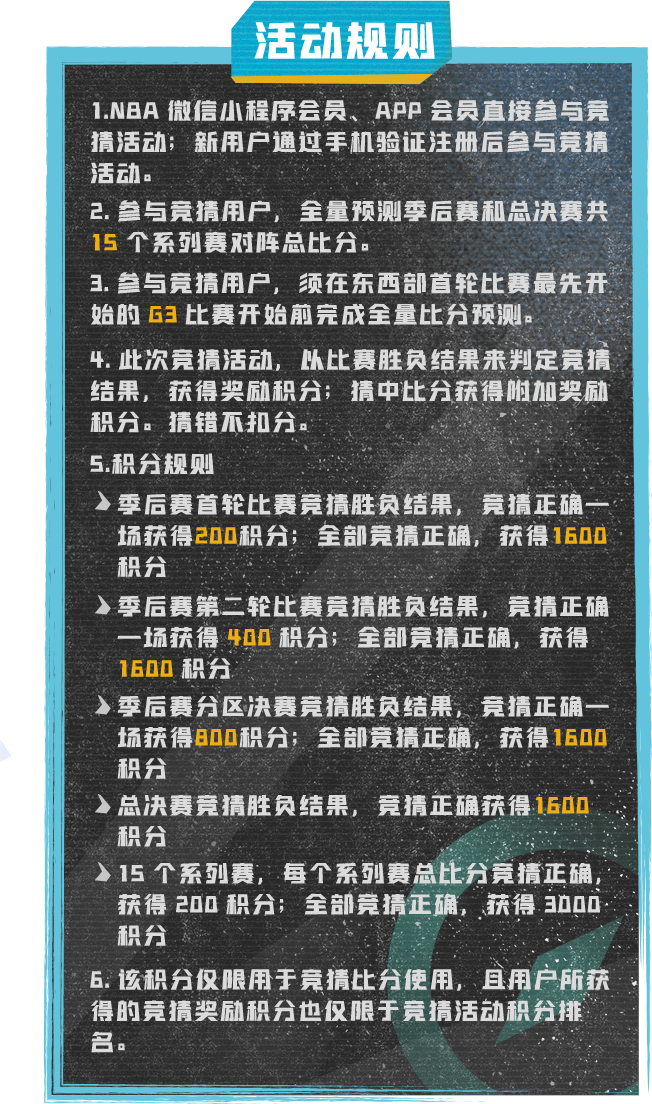 活动规则
1.NBA 微信小程序会员、APP 会员直接参与竞
猜活动；新用户通过手机验证注册后参与竞猜
活动。
2. 参与竞猜用户，全量预测季后赛和总决赛共
15 个系列赛对阵总比分。
3. 参与竞猜用户，须在东西部首轮比赛最先开
始的 G3 比赛开始前完成全量比分预测。
4. 此次竞猜活动，以比赛胜负结果来判定竞猜
结果，获得奖励积分；猜中比分获得附加奖励
积分。猜错不扣分。
5.积分规则
季后赛首轮比赛竞猜胜负结果，竞猜正确一
场获得200积分；全部竞猜正确，获得1600
积分
季后赛第二轮比赛竞猜胜负结果，竞猜正确
一场获得 400 积分；全部竞猜正确，获得
1600 积分
季后赛分区决赛竞猜胜负结果，竞猜正确一
场获得800积分；全部竞猜正确，获得1600
积分
总决赛竞猜胜负结果，竞猜正确获得1600
积分
15 个系列赛，每个系列赛总比分竞猜正确，
获得 200 积分；全部竞猜正确，获得 3000
积分
6. 该积分仅限用于竞猜比分使用，且用户所获
得的竞猜奖励积分也仅限于竞猜活动积分排
名。